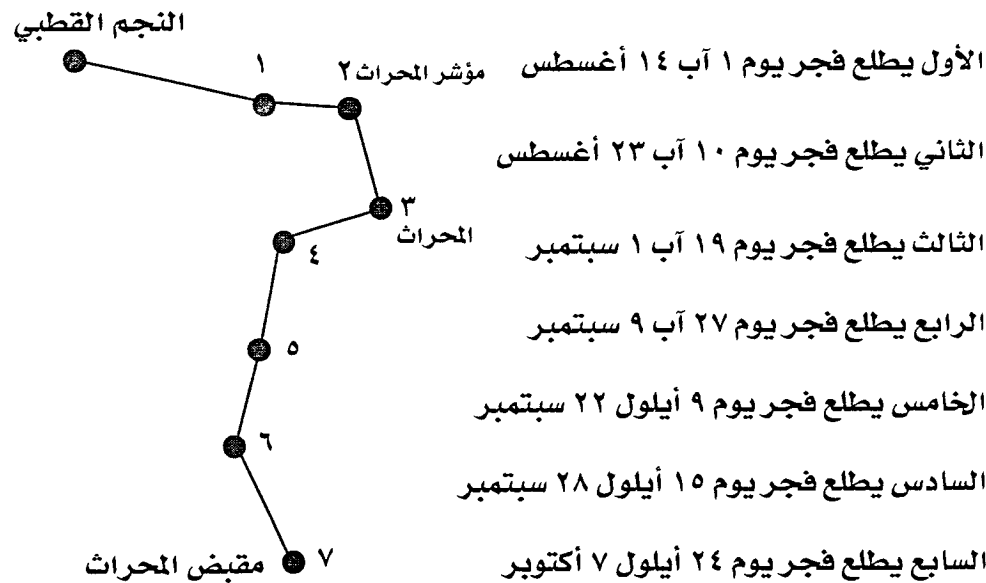 النجم القطبي
١
مؤشر المحراث ٢
٣
المحراث
٤
٥
٦
٧
مقبض المحراث
الأول يطلع فجر يوم ١ آب ١٤ أغسطس
الثاني يطلع فجر يوم ١٠ آب ٢٣ أغسطس
الثالث يطلع فجر يوم ١٩ آب ١ سبتمبر
الرابع يطلع فجر يوم ٢٧ آب ٩ سبتمبر
الخامس يطلع فجر يوم ٩ أيلول ٢٢ سبتمبر
السادس يطلع فجر يوم ١٥ أيلول ٢٨ سبتمبر
السابع يطلع فجر يوم ٢٤ أيلول ٧ أكتوبر